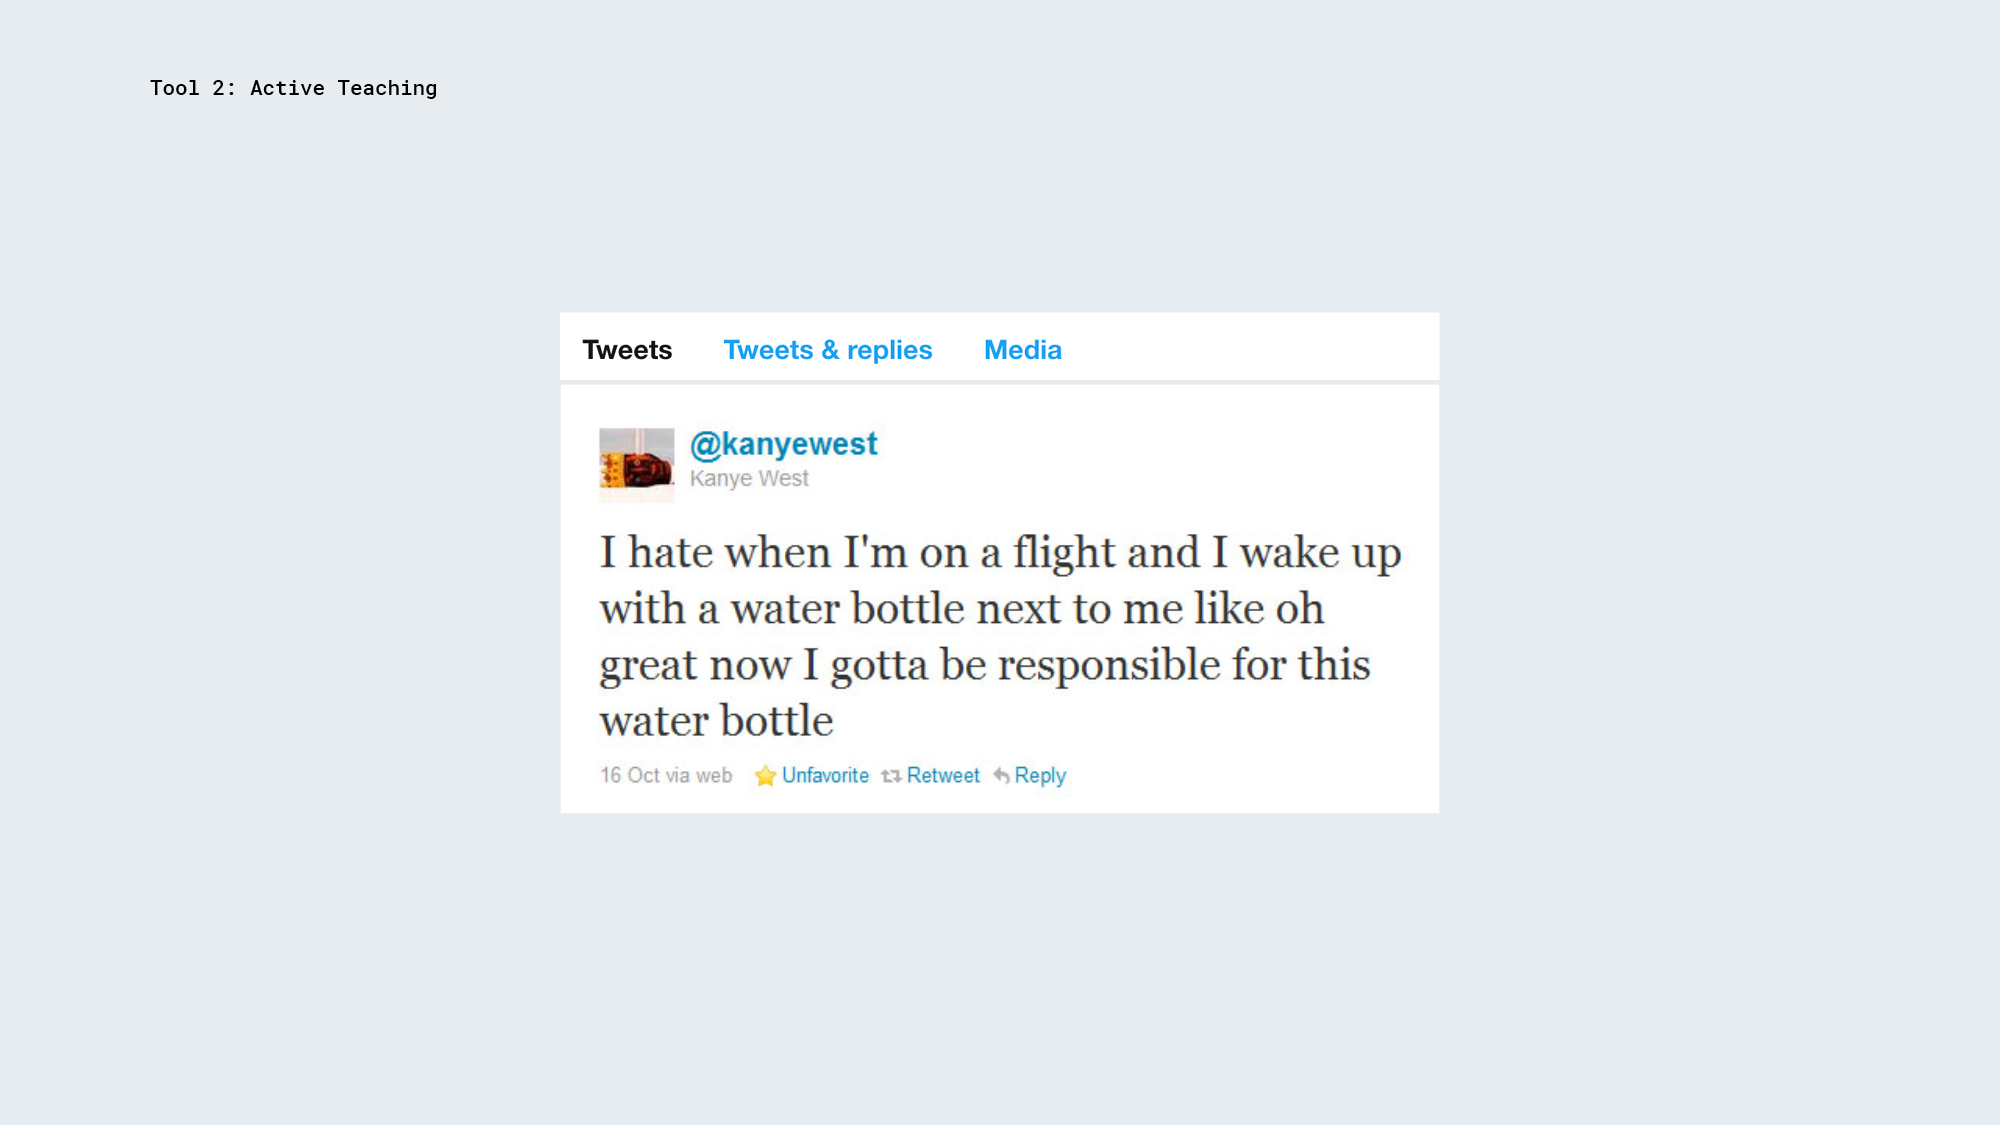 Tool 2: Active Teaching
Tweets Tweets & replies Media
@kanyewest
Kanye West
I hate when I'm on a flight and I wake up
with a water bottle next to me like oh
great now I gotta be responsible for this
water bottle
16 Oct via web Unfavorite Retweet Reply